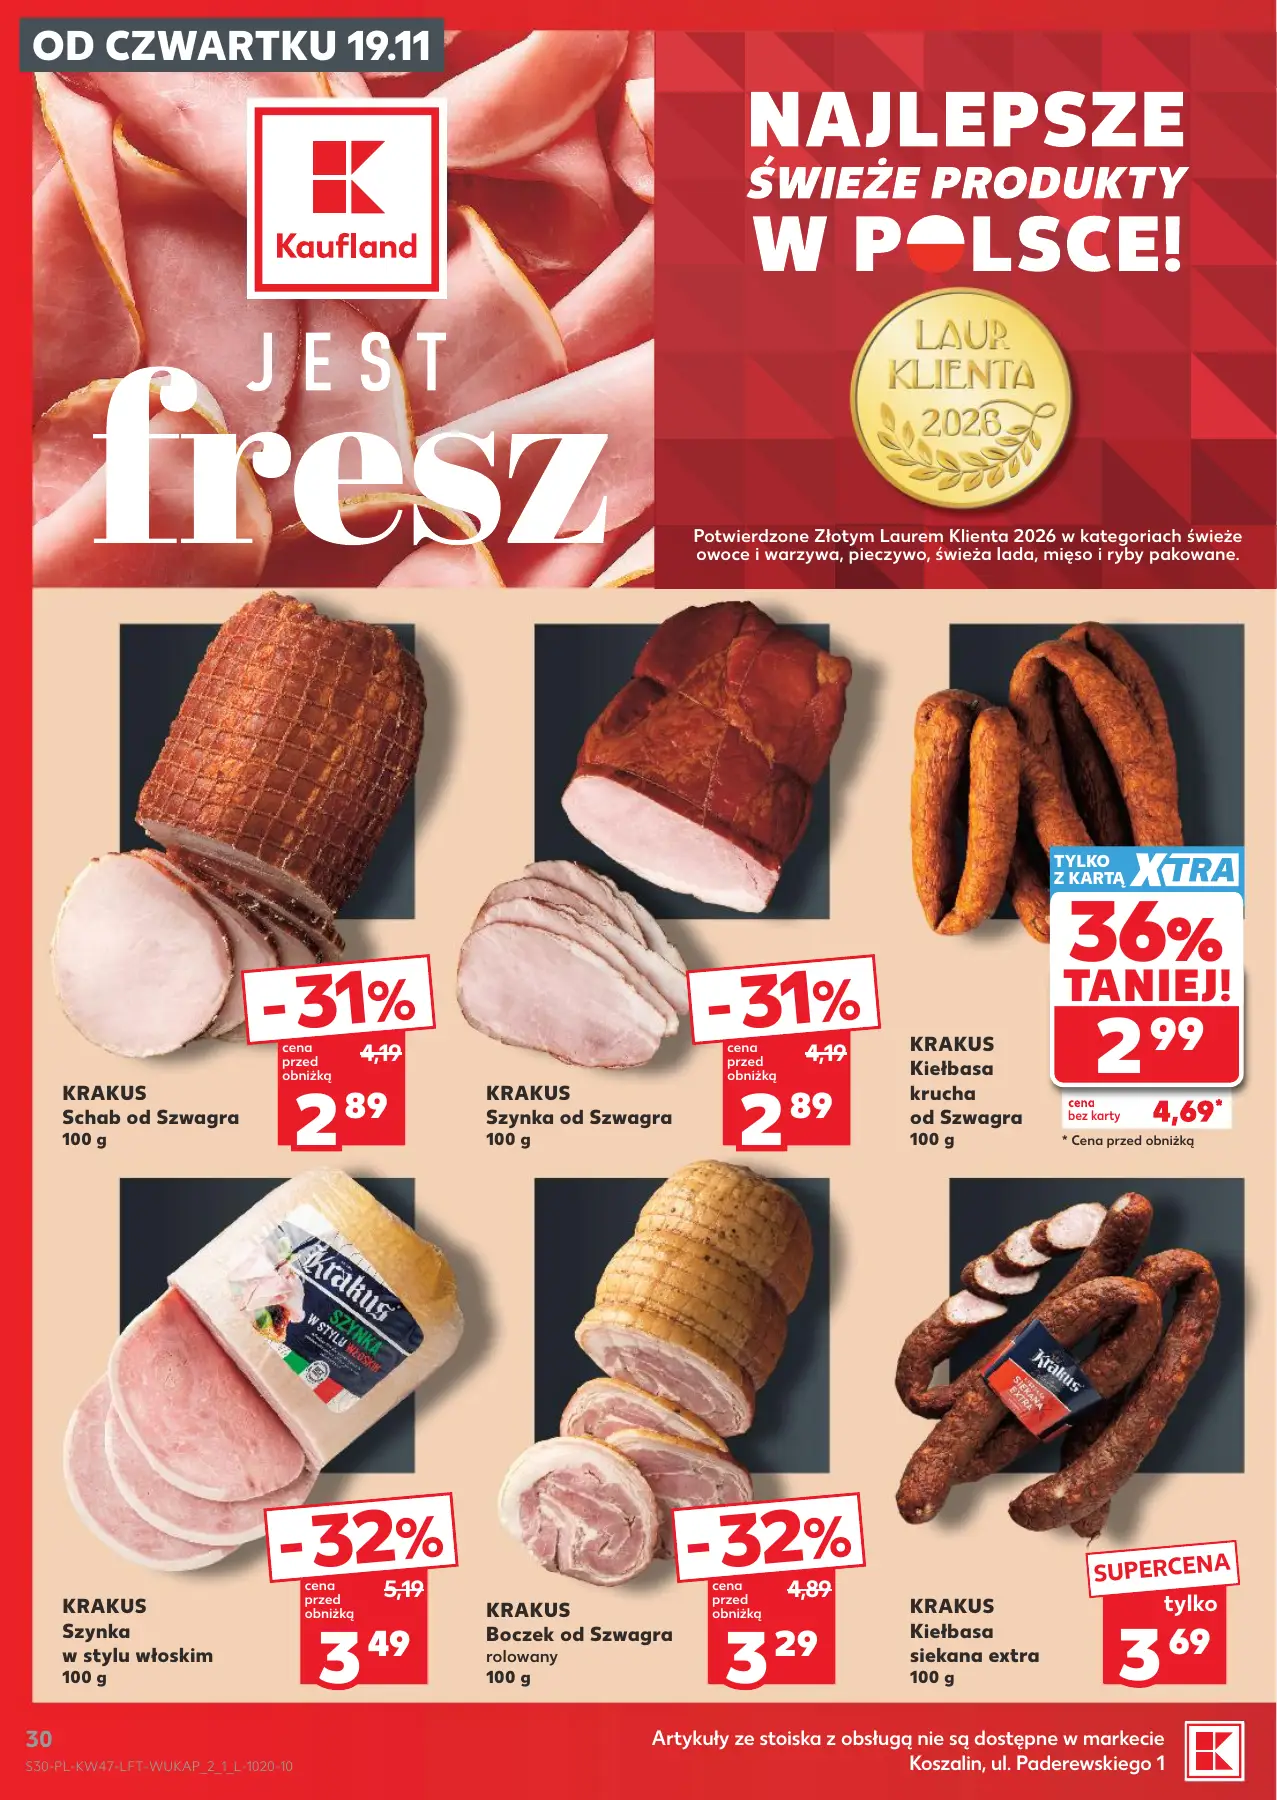 OD CZWARTKU 19.11
Kaufland
JEST
fresz
NAJLEPSZE
ŚWIEŻE PRODUKTY
W POLSCE!
LAUR
KLIENTA
2026
Potwierdzone Złotym Laurem Klienta 2026 w kategoriach świeże
owoce i warzywa, pieczywo, świeża lada, mięso i ryby pakowane.
- 31%
cena
przed
obniżką
4,19
2 89
KRAKUS
Schab od Szwagra
100 g
- 31%
cena
przed
obniżką
4,19
2 89
KRAKUS
Szynka od Szwagra
100 g
TYLKO
Z KARTĄ XTRA
36%
TANIEJ!
2 99
cena
bez karty
4,69*
* Cena przed obniżką
KRAKUS
Kiełbasa
krucha
od Szwagra
100 g
Krakus
SZYNKA
W STYLU WŁOSKIM
- 32%
cena
przed
obniżką
5,19
3 49
KRAKUS
Szynka
w stylu włoskim
100 g
- 32%
cena
przed
obniżką
4,89
3 29
KRAKUS
Boczek od Szwagra
rolowany
100 g
Krakus
SIEKANA
EXTRA
SUPERCENA
tylko
3 69
KRAKUS
Kiełbasa
siekana extra
100 g
30
S30-PL-KW47-LFT-WUKAP_2_1_L-1020-10
Artykuły ze stoiska z obsługą nie są dostępne w markecie
Koszalin, ul. Paderewskiego 1